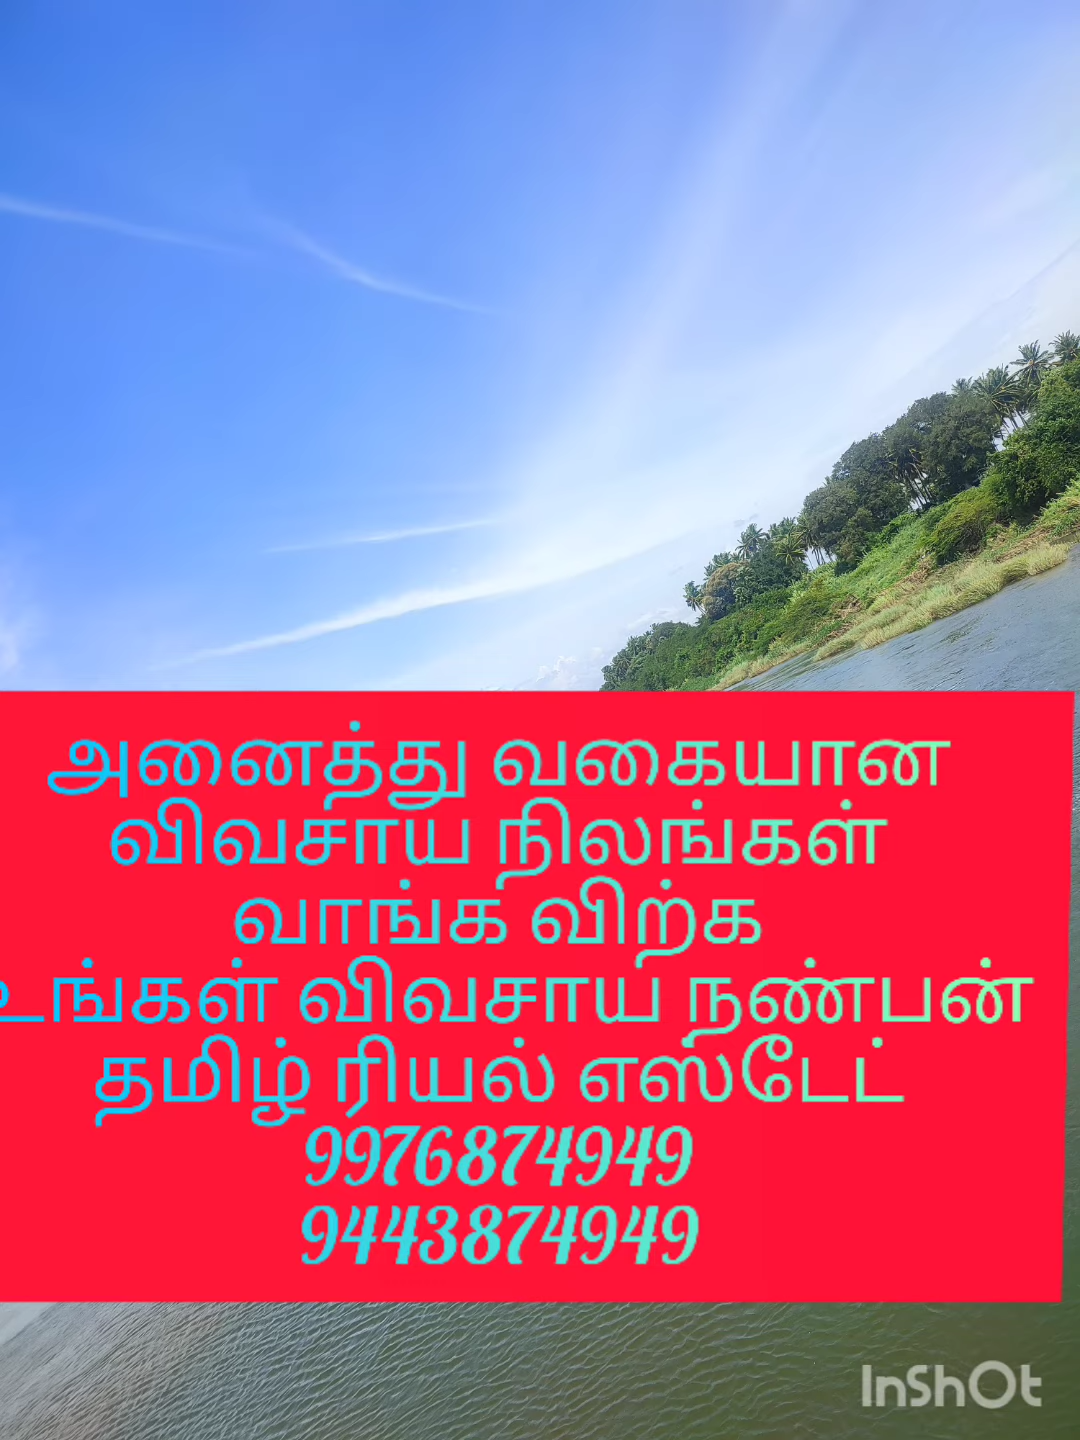 அனைத்து வகையான
விவசாய நிலங்கள்
வாங்க விற்க
உங்கள் விவசாய நண்பன்
தமிழ் ரியல் எஸ்டேட்
9976874949
9443874949
InShOt